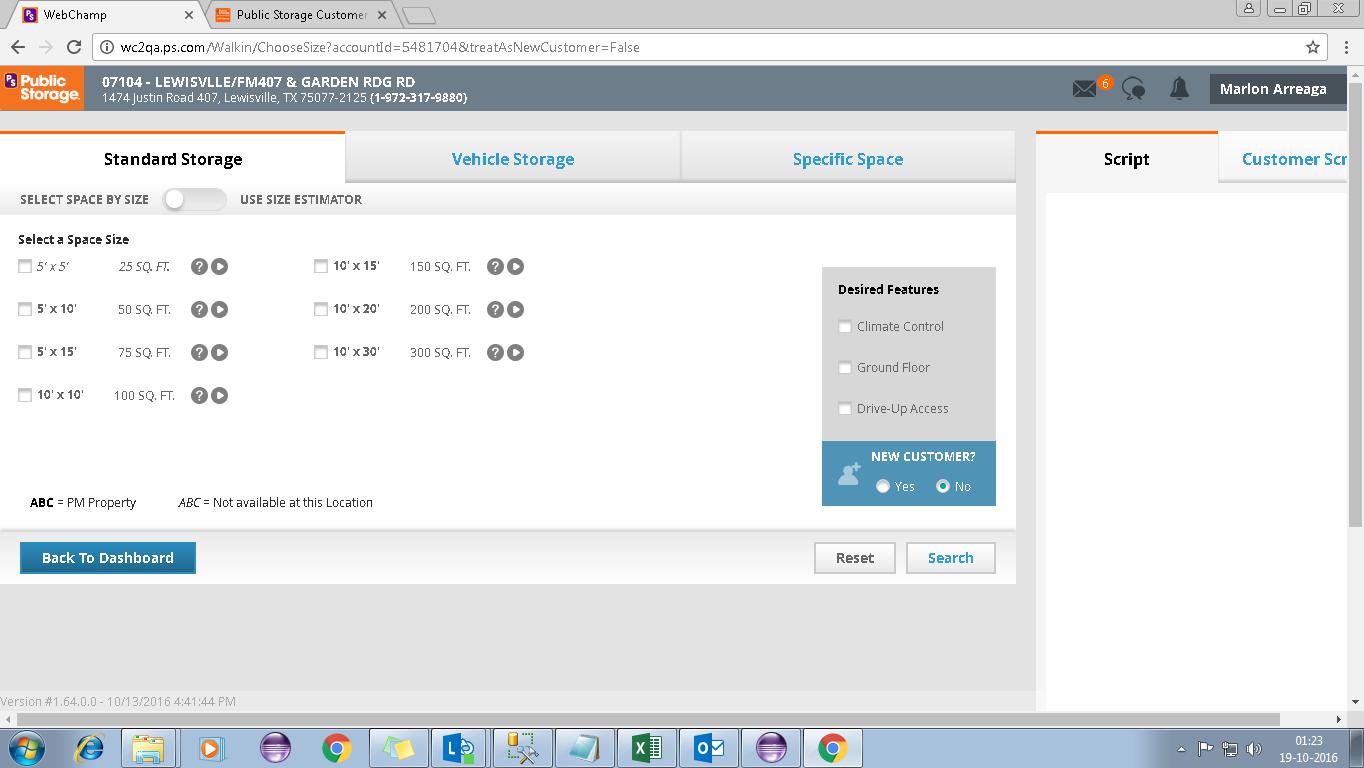 WebChamp
Public Storage Customer
wc2qa.ps.com/Walkin/ChooseSize?accountId=5481704&treatAsNewCustomer=False
PS Public Storage.
07104 - LEWISVLLE/FM407 & GARDEN RDG RD
1474 Justin Road 407, Lewisville, TX 75077-2125 (1-972-317-9880)
6
Marlon Arreaga
Standard Storage
Vehicle Storage
Specific Space
Script
Customer Scr
SELECT SPACE BY SIZE
USE SIZE ESTIMATOR
Select a Space Size
5' x 5' 25 SQ. FT. ?
10' x 15' 150 SQ. FT. ?
5' x 10' 50 SQ. FT. ?
10' x 20' 200 SQ. FT. ?
5' x 15' 75 SQ. FT. ?
10' x 30' 300 SQ. FT. ?
10' x 10' 100 SQ. FT. ?
Desired Features
Climate Control
Ground Floor
Drive-Up Access
NEW CUSTOMER?
Yes No
ABC = PM Property
ABC = Not available at this Location
Back To Dashboard
Reset
Search
Version #1.64.0.0 - 10/13/2016 4:41:44 PM
01:23
19-10-2016